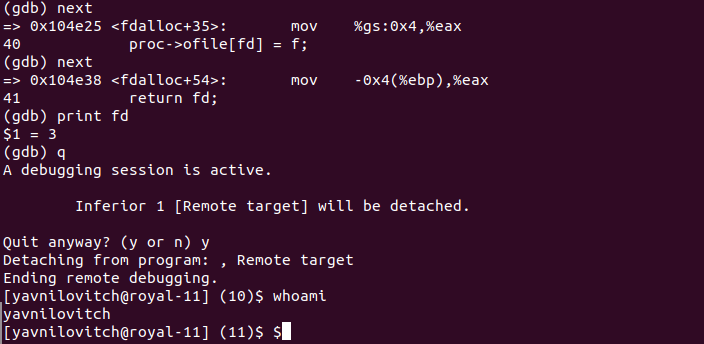 (gdb) next
=> 0x104e25 <fdalloc+35>:      mov    %gs:0x4,%eax
40            proc->ofile[fd] = f;
(gdb) next
=> 0x104e38 <fdalloc+54>:      mov    -0x4(%ebp),%eax
41            return fd;
(gdb) print fd
$1 = 3
(gdb) q
A debugging session is active.
        Inferior 1 [Remote target] will be detached.
Quit anyway? (y or n) y
Detaching from program: , Remote target
Ending remote debugging.
[yavnilovitch@royal-11] (10)$ whoami
yavnilovitch
[yavnilovitch@royal-11] (11)$ $